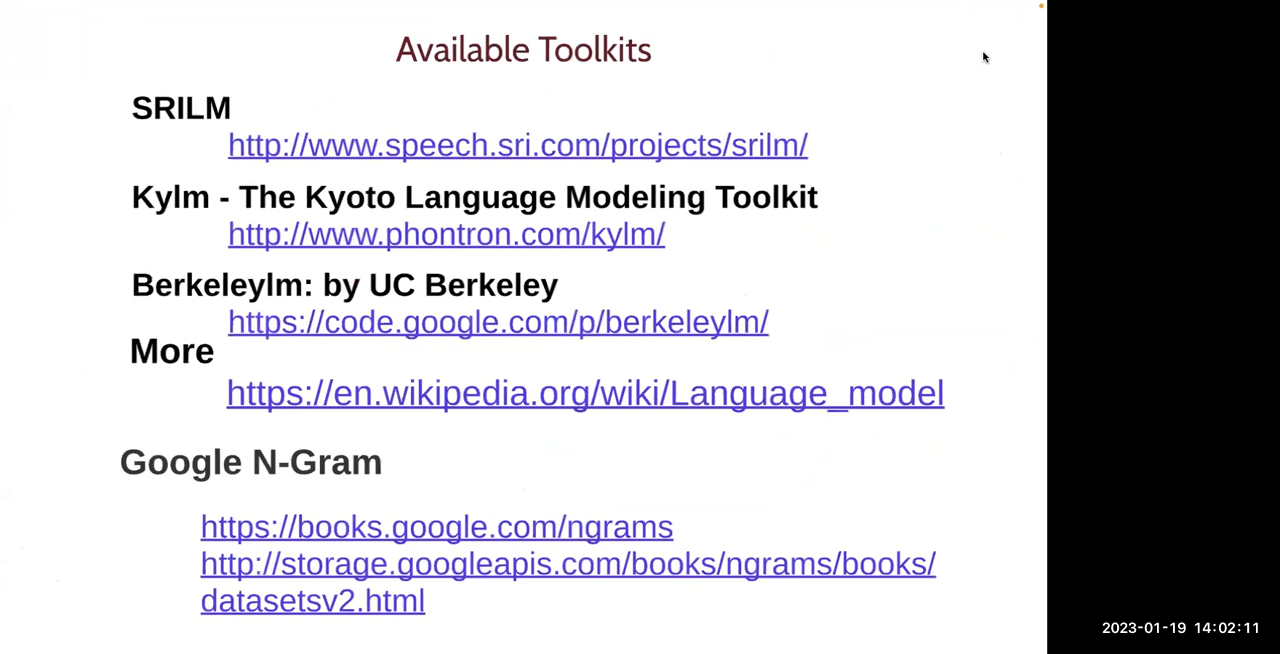 Available Toolkits
SRILM
http://www.speech.sri.com/projects/srilm/
Kylm - The Kyoto Language Modeling Toolkit
http://www.phontron.com/kylm/
Berkeleylm: by UC Berkeley
https://code.google.com/p/berkeleylm/
More
https://en.wikipedia.org/wiki/Language_model
Google N-Gram
https://books.google.com/ngrams
http://storage.googleapis.com/books/ngrams/books/
datasetsv2.html
2023-01-19 14:02:11